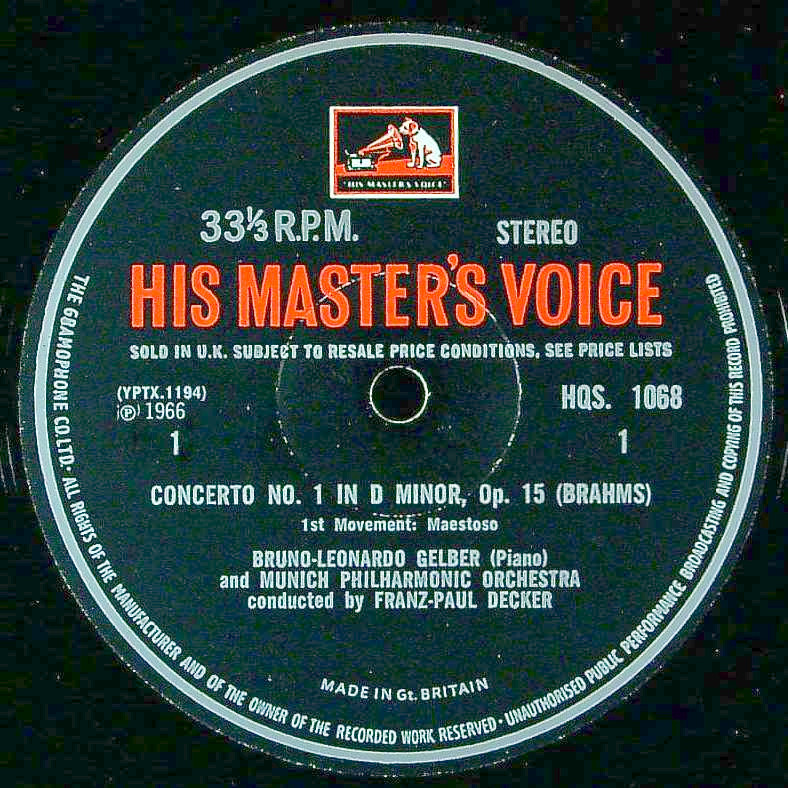 "HIS MASTER'S VOICE"
33⅓ R.P.M.
STEREO
HIS MASTER'S VOICE
SOLD IN U.K. SUBJECT TO RESALE PRICE CONDITIONS, SEE PRICE LISTS
(YPTX.1194)
℗ 1966
HQS. 1068
1
1
CONCERTO NO. 1 IN D MINOR, Op. 15 (BRAHMS)
1st Movement: Maestoso
BRUNO-LEONARDO GELBER (Piano)
and MUNICH PHILHARMONIC ORCHESTRA
conducted by FRANZ-PAUL DECKER
MADE IN Gt. BRITAIN
THE GRAMOPHONE CO. LTD. · ALL RIGHTS OF THE MANUFACTURER AND OF THE OWNER OF THE RECORDED WORK RESERVED · UNAUTHORISED PUBLIC PERFORMANCE BROADCASTING AND COPYING OF THIS RECORD PROHIBITED